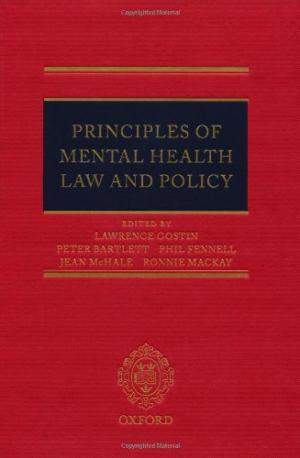 PRINCIPLES OF
MENTAL HEALTH
LAW AND POLICY
EDITED BY
LAWRENCE GOSTIN
PETER BARTLETT PHIL FENNELL
JEAN McHALE RONNIE MACKAY
OXFORD